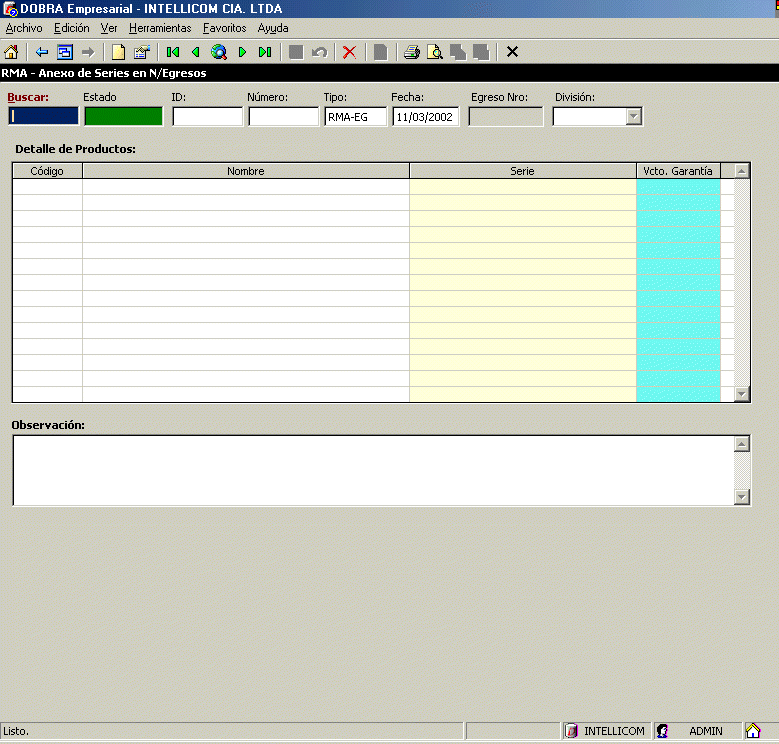 DOBRA Empresarial - INTELLICOM CIA. LTDA
Archivo Edición Ver Herramientas Favoritos Ayuda
RMA - Anexo de Series en N/Egresos
Buscar: Estado ID: Número: Tipo: Fecha: Egreso Nro: División:
RMA-EG 11/03/2002
Detalle de Productos:
Código Nombre Serie Vcto. Garantía
Observación:
Listo. INTELLICOM ADMIN